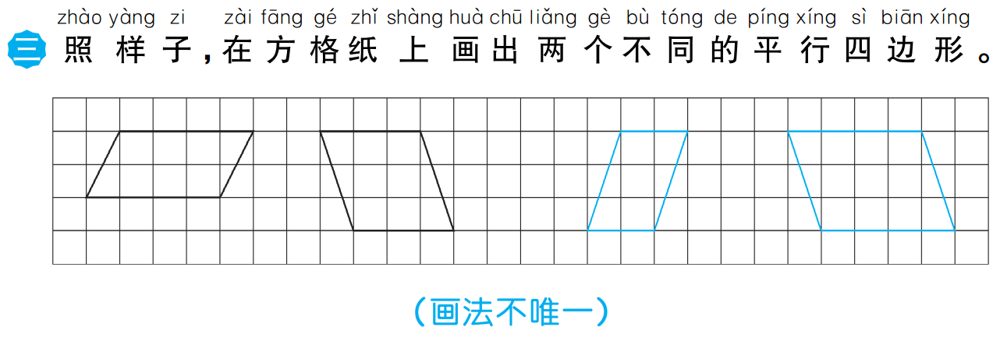 zhào yàng zi zài fāng gé zhǐ shàng huà chū liǎng gè bù tóng de píng xíng sì biān xíng
三 照样子,在方格纸上画出两个不同的平行四边形。
(画法不唯一)